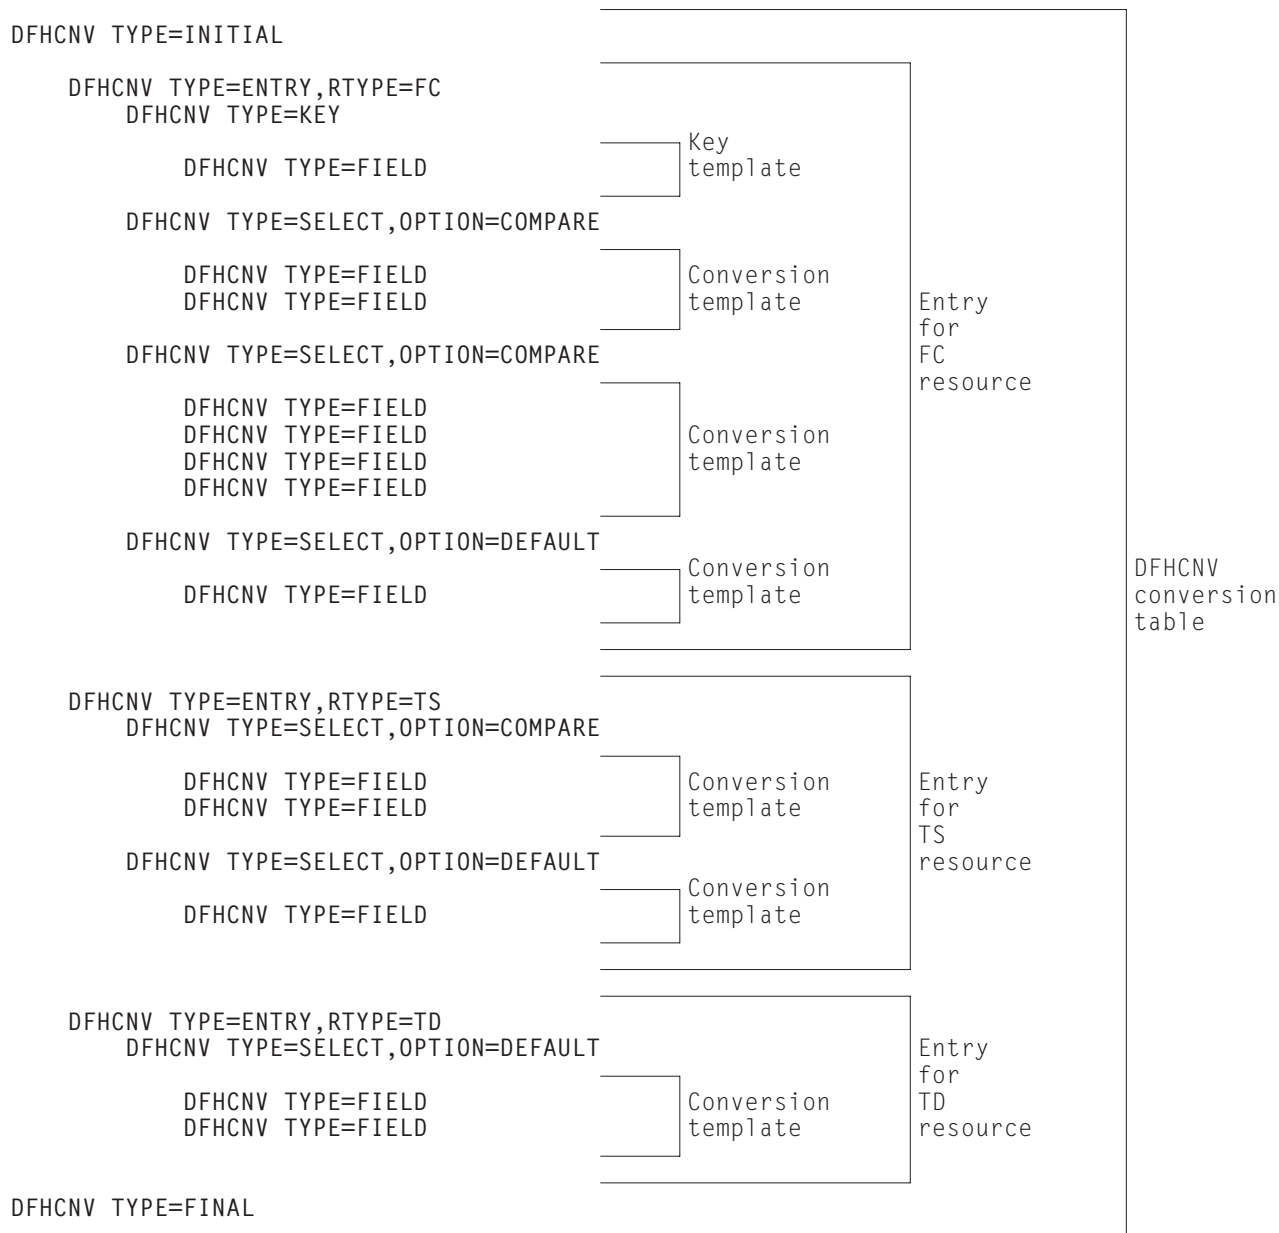 DFHCNV TYPE=INITIAL
DFHCNV TYPE=ENTRY,RTYPE=FC
DFHCNV TYPE=KEY
Key
DFHCNV TYPE=FIELD template
DFHCNV TYPE=SELECT,OPTION=COMPARE
DFHCNV TYPE=FIELD Conversion
DFHCNV TYPE=FIELD template Entry
for
DFHCNV TYPE=SELECT,OPTION=COMPARE FC
resource
DFHCNV TYPE=FIELD
DFHCNV TYPE=FIELD Conversion
DFHCNV TYPE=FIELD template
DFHCNV TYPE=FIELD
DFHCNV TYPE=SELECT,OPTION=DEFAULT
Conversion DFHCNV
DFHCNV TYPE=FIELD template conversion
table
DFHCNV TYPE=ENTRY,RTYPE=TS
DFHCNV TYPE=SELECT,OPTION=COMPARE
DFHCNV TYPE=FIELD Conversion Entry
DFHCNV TYPE=FIELD template for
TS
DFHCNV TYPE=SELECT,OPTION=DEFAULT resource
Conversion
DFHCNV TYPE=FIELD template
DFHCNV TYPE=ENTRY,RTYPE=TD
DFHCNV TYPE=SELECT,OPTION=DEFAULT Entry
for
DFHCNV TYPE=FIELD Conversion TD
DFHCNV TYPE=FIELD template resource
DFHCNV TYPE=FINAL